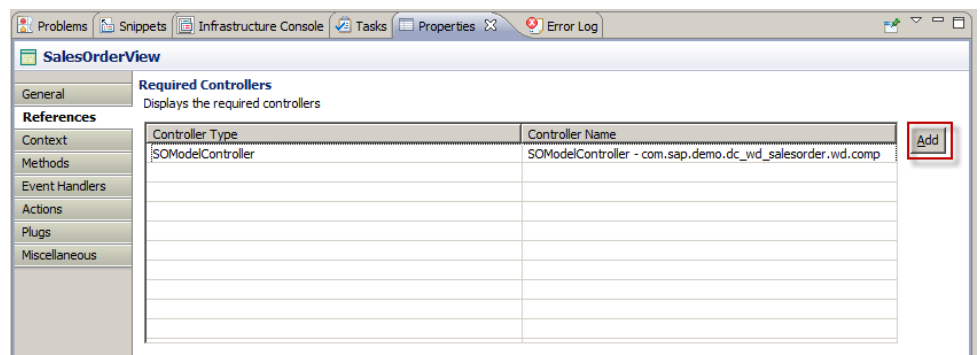 Problems Snippets Infrastructure Console Tasks Properties Error Log
SalesOrderView
General
References
Context
Methods
Event Handlers
Actions
Plugs
Miscellaneous
Required Controllers
Displays the required controllers
Controller Type Controller Name
SOModelController SOModelController - com.sap.demo.dc_wd_salesorder.wd.comp
Add